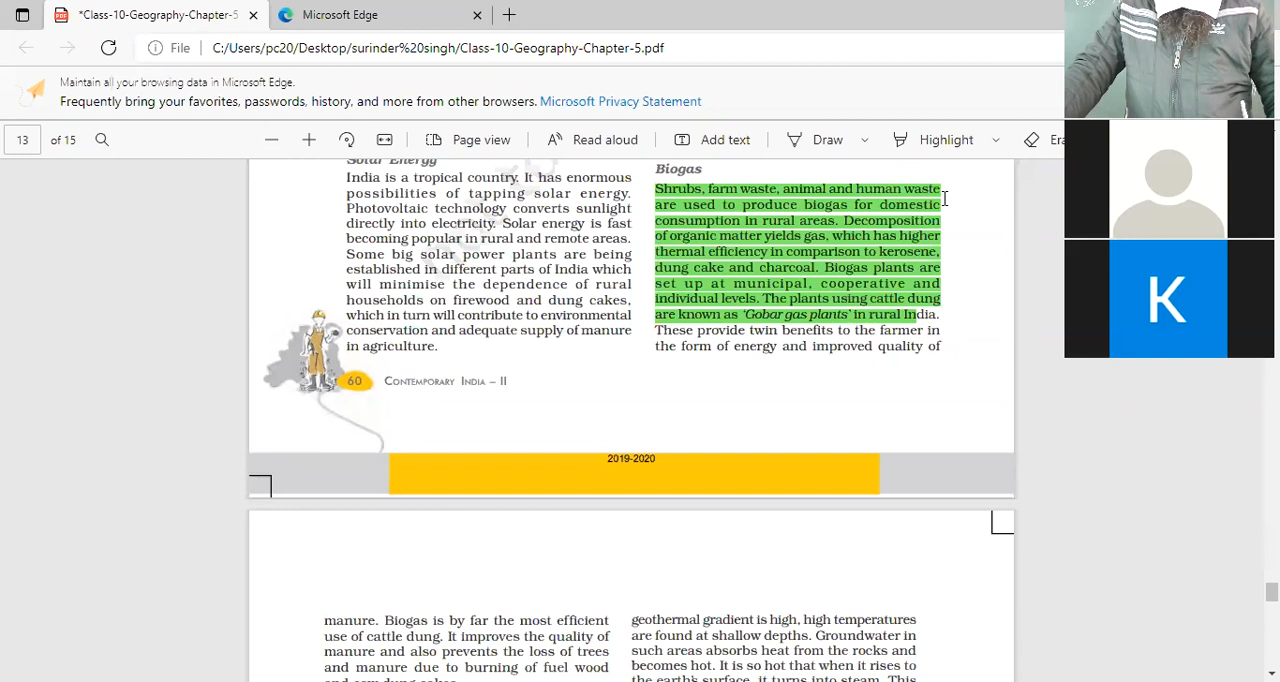 *Class-10-Geography-Chapter-5
Microsoft Edge
File
C:/Users/pc20/Desktop/surinder%20singh/Class-10-Geography-Chapter-5.pdf
Maintain all your browsing data in Microsoft Edge.
Frequently bring your favorites, passwords, history, and more from other browsers. Microsoft Privacy Statement
13 of 15
Page view
Read aloud
Add text
Draw
Highlight
Solar Energy
India is a tropical country. It has enormous
possibilities of tapping solar energy.
Photovoltaic technology converts sunlight
directly into electricity. Solar energy is fast
becoming popular in rural and remote areas.
Some big solar power plants are being
established in different parts of India which
will minimise the dependence of rural
households on firewood and dung cakes,
which in turn will contribute to environmental
conservation and adequate supply of manure
in agriculture.
60 Contemporary India – II
Biogas
Shrubs, farm waste, animal and human waste
are used to produce biogas for domestic
consumption in rural areas. Decomposition
of organic matter yields gas, which has higher
thermal efficiency in comparison to kerosene,
dung cake and charcoal. Biogas plants are
set up at municipal, cooperative and
individual levels. The plants using cattle dung
are known as ‘Gobar gas plants’ in rural India.
These provide twin benefits to the farmer in
the form of energy and improved quality of
2019-2020
manure. Biogas is by far the most efficient
use of cattle dung. It improves the quality of
manure and also prevents the loss of trees
and manure due to burning of fuel wood
geothermal gradient is high, high temperatures
are found at shallow depths. Groundwater in
such areas absorbs heat from the rocks and
becomes hot. It is so hot that when it rises to
the earth's surface, it turns into steam. This
K